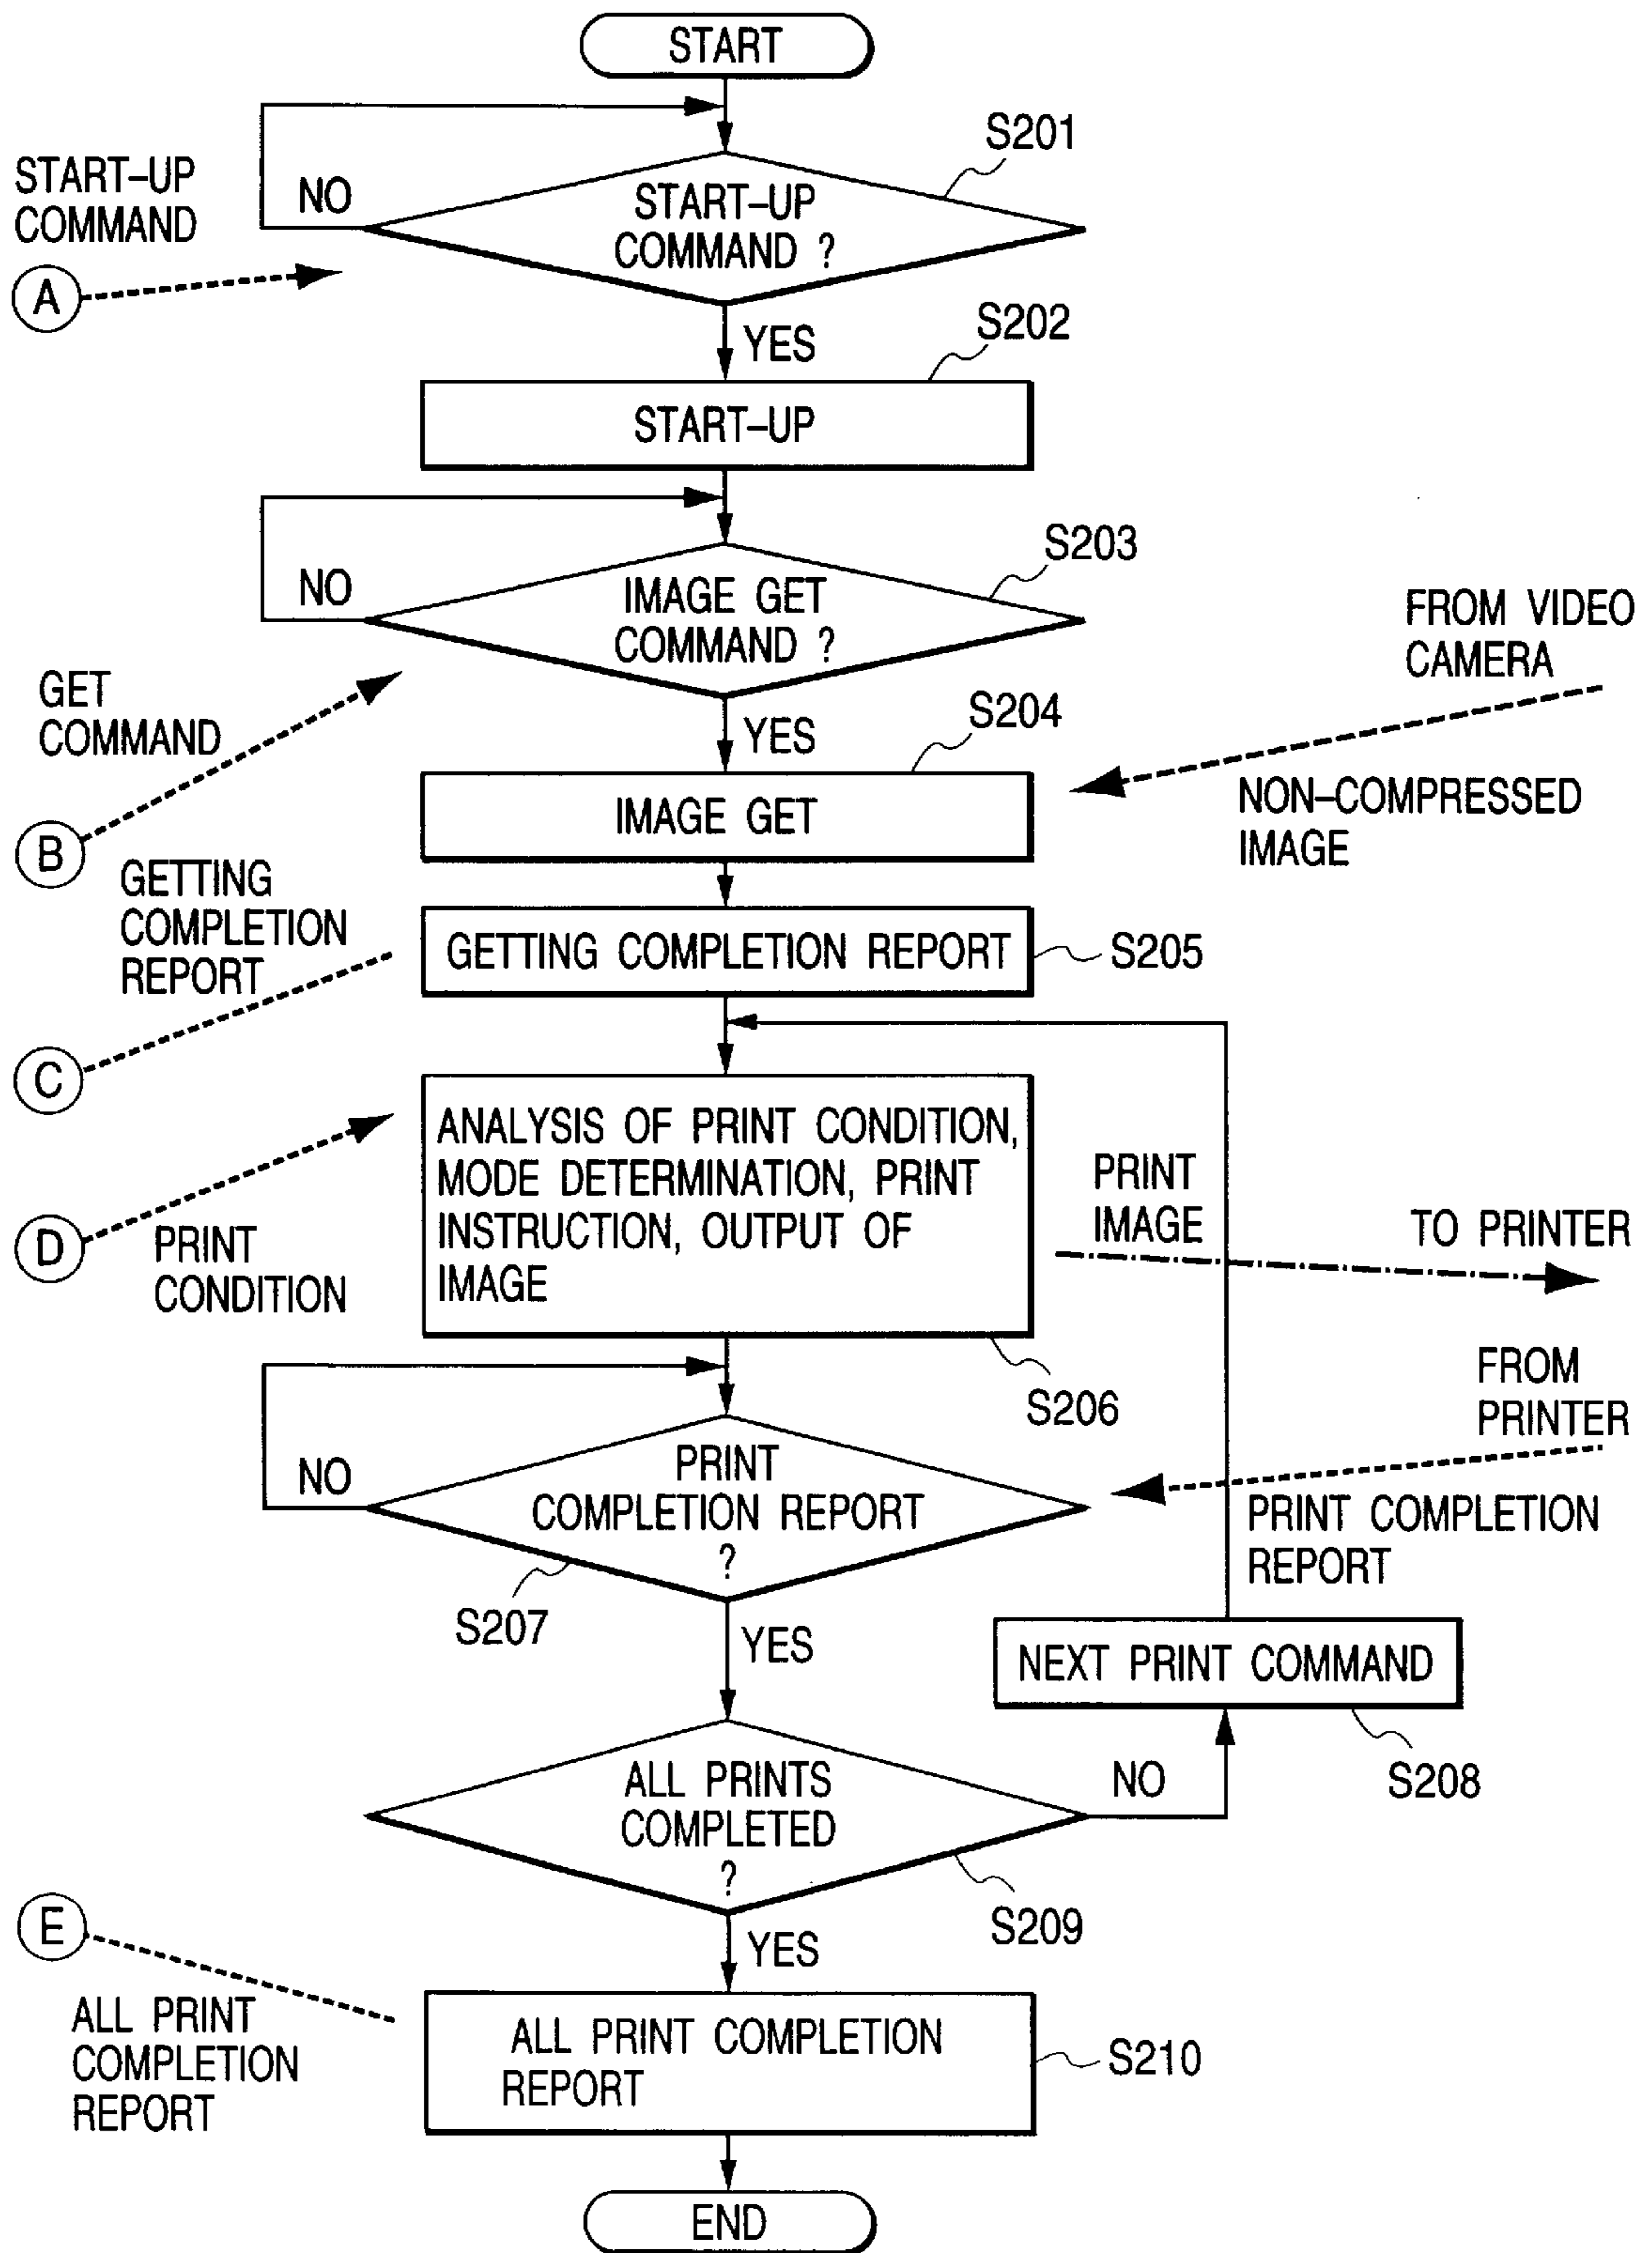 START
S201
START–UP
COMMAND
NO
START–UP
COMMAND ?
A
YES
S202
START–UP
S203
NO
IMAGE GET
COMMAND ?
FROM VIDEO
CAMERA
GET
COMMAND
YES
S204
B
IMAGE GET
NON–COMPRESSED
IMAGE
GETTING
COMPLETION
REPORT
GETTING COMPLETION REPORT
S205
C
ANALYSIS OF PRINT CONDITION,
MODE DETERMINATION, PRINT
INSTRUCTION, OUTPUT OF
IMAGE
PRINT
IMAGE
TO PRINTER
D
PRINT
CONDITION
S206
FROM
PRINTER
NO
PRINT
COMPLETION REPORT
?
PRINT COMPLETION
REPORT
S207
YES
NEXT PRINT COMMAND
S208
ALL PRINTS
COMPLETED
?
NO
S209
E
YES
ALL PRINT
COMPLETION
REPORT
ALL PRINT COMPLETION
REPORT
S210
END